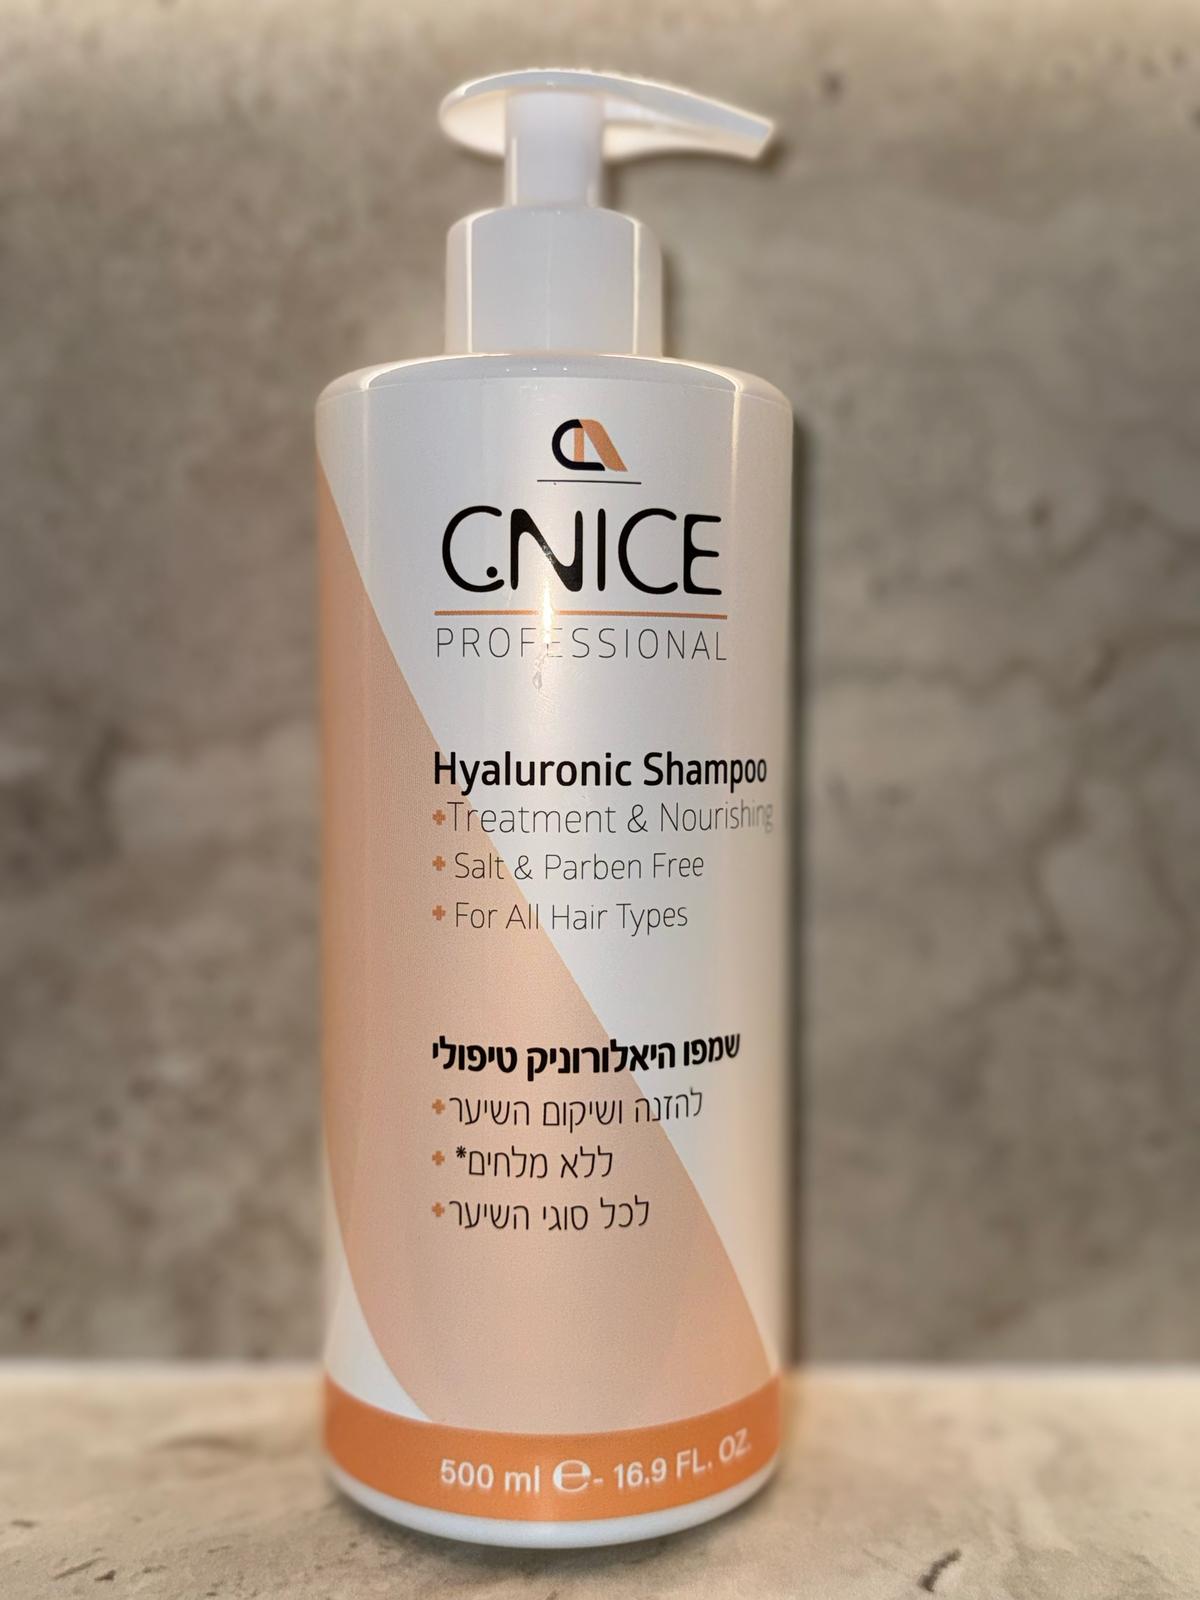 C.NICE
PROFESSIONAL
Hyaluronic Shampoo
+Treatment & Nourishing
+ Salt & Parben Free
+ For All Hair Types
שמפו היאלורוניק טיפולי
להזנה ושיקום השיער+
ללא מלחים* +
לכל סוגי השיער+
500 ml ℮- 16.9 FL. OZ.